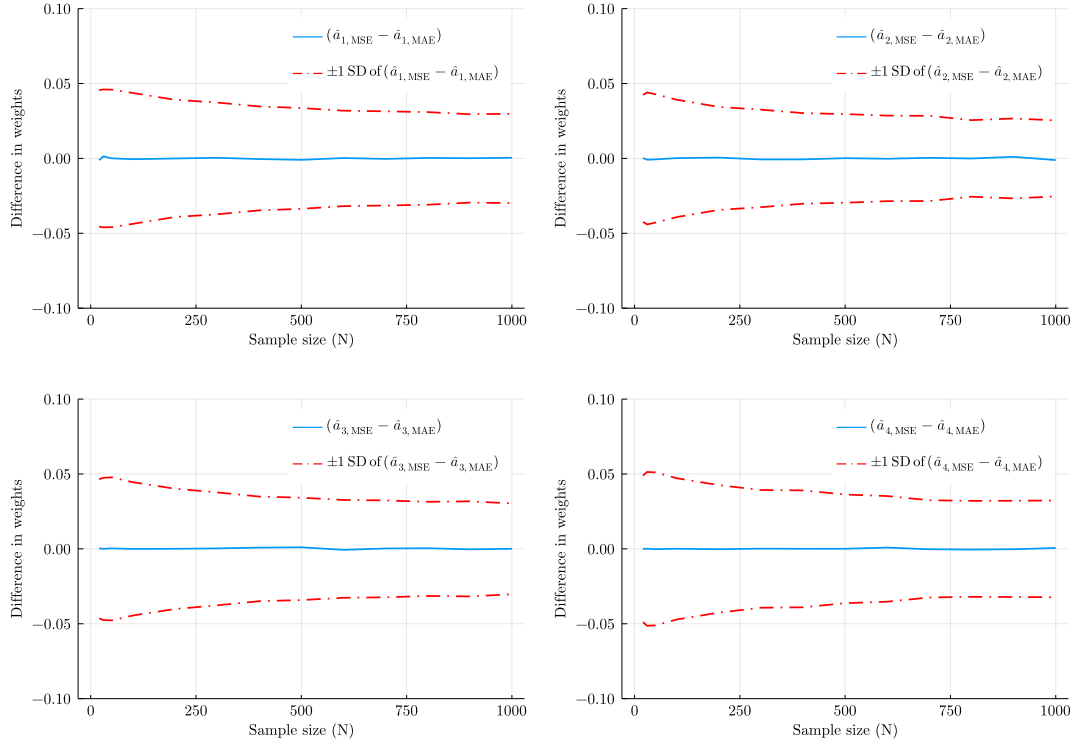 0.10
0.05
0.00
−0.05
−0.10
Difference in weights
(â₁,MSE − â₁,MAE)
±1 SD of (â₁,MSE − â₁,MAE)
0 250 500 750 1000
Sample size (N)
0.10
0.05
0.00
−0.05
−0.10
Difference in weights
(â₂,MSE − â₂,MAE)
±1 SD of (â₂,MSE − â₂,MAE)
0 250 500 750 1000
Sample size (N)
0.10
0.05
0.00
−0.05
−0.10
Difference in weights
(â₃,MSE − â₃,MAE)
±1 SD of (â₃,MSE − â₃,MAE)
0 250 500 750 1000
Sample size (N)
0.10
0.05
0.00
−0.05
−0.10
Difference in weights
(â₄,MSE − â₄,MAE)
±1 SD of (â₄,MSE − â₄,MAE)
0 250 500 750 1000
Sample size (N)